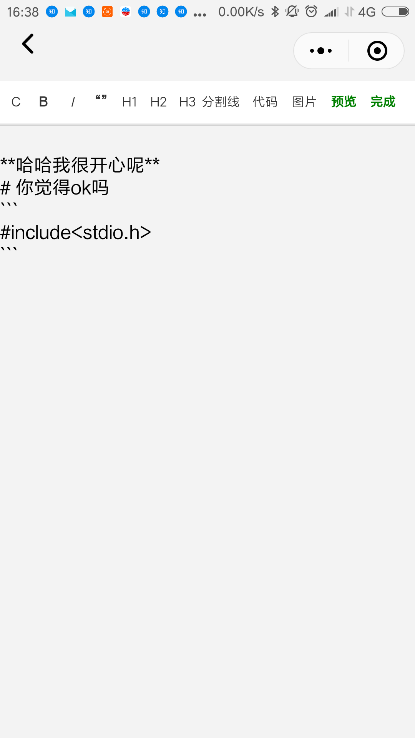 16:38 ... 0.00K/s 4G
C B I “” H1 H2 H3 分割线 代码 图片 预览 完成
**哈哈我很开心呢**
# 你觉得ok吗
```
#include<stdio.h>
```